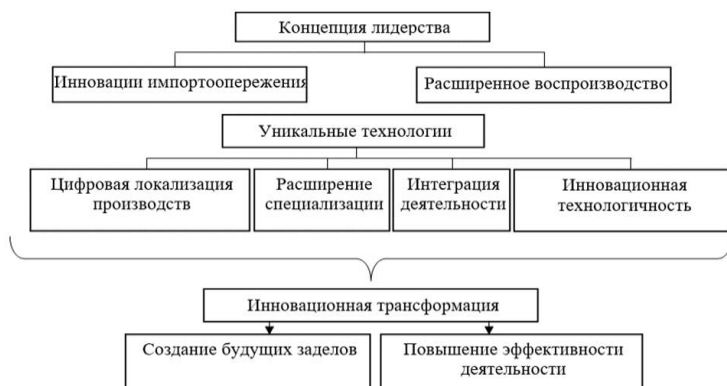 Концепция лидерства
Инновации импортоопережения
Расширенное воспроизводство
Уникальные технологии
Цифровая локализация
производств
Расширение
специализации
Интеграция
деятельности
Инновационная
технологичность
Инновационная трансформация
Создание будущих заделов
Повышение эффективности
деятельности